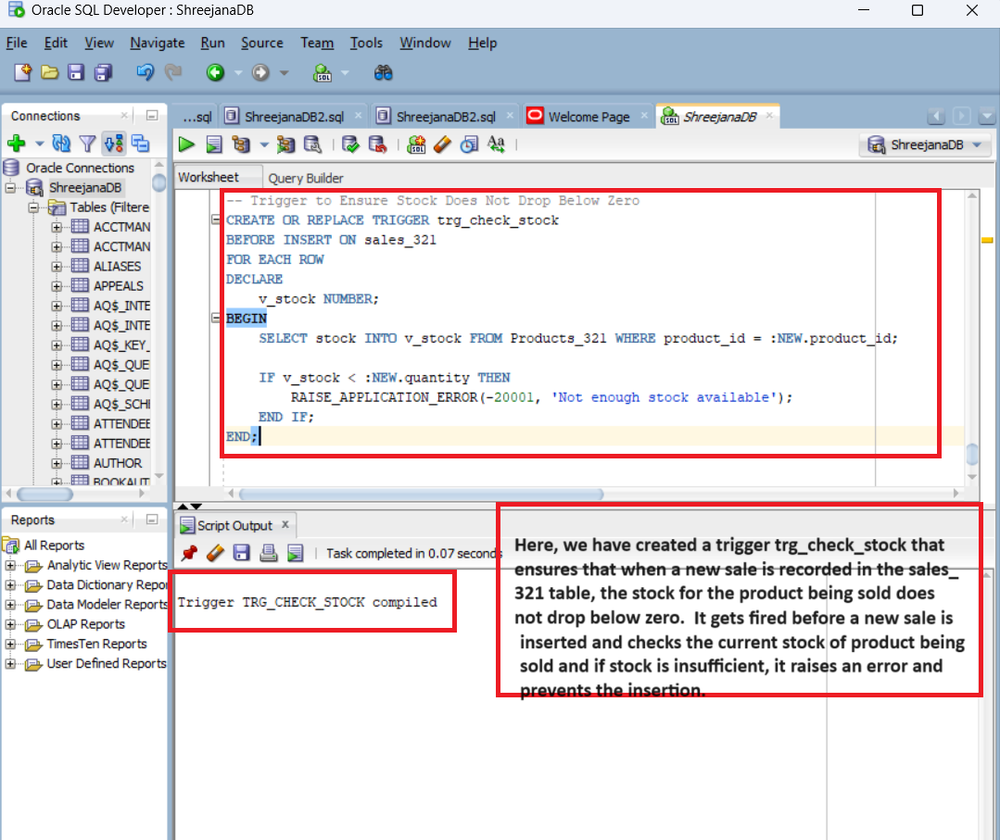 Oracle SQL Developer : ShreejanaDB
File Edit View Navigate Run Source Team Tools Window Help
Connections
...sql ShreejanaDB2.sql ShreejanaDB2.sql Welcome Page ShreejanaDB
ShreejanaDB
Oracle Connections
ShreejanaDB
Tables (Filtere
ACCTMAN
ACCTMAN
ALIASES
APPEALS
AQ$_INTE
AQ$_INTE
AQ$_KEY_
AQ$_QUE
AQ$_QUE
AQ$_SCHI
ATTENDEE
ATTENDEE
AUTHOR
BOOKAUT
Worksheet Query Builder
-- Trigger to Ensure Stock Does Not Drop Below Zero
CREATE OR REPLACE TRIGGER trg_check_stock
BEFORE INSERT ON sales_321
FOR EACH ROW
DECLARE
v_stock NUMBER;
BEGIN
SELECT stock INTO v_stock FROM Products_321 WHERE product_id = :NEW.product_id;
IF v_stock < :NEW.quantity THEN
RAISE_APPLICATION_ERROR(-20001, 'Not enough stock available');
END IF;
END;
Reports
All Reports
Analytic View Reports
Data Dictionary Repor
Data Modeler Reports
OLAP Reports
TimesTen Reports
User Defined Reports
Script Output
Task completed in 0.07 seconds
Trigger TRG_CHECK_STOCK compiled
Here, we have created a trigger trg_check_stock that
ensures that when a new sale is recorded in the sales_
321 table, the stock for the product being sold does
not drop below zero. It gets fired before a new sale is
inserted and checks the current stock of product being
sold and if stock is insufficient, it raises an error and
prevents the insertion.